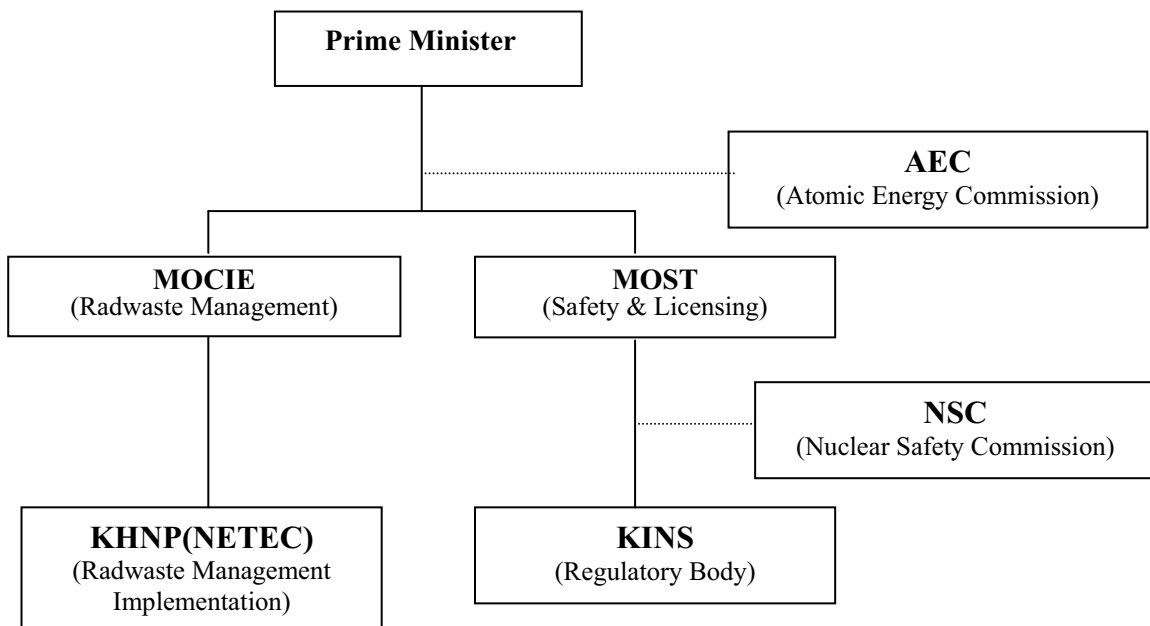 Prime Minister
AEC
(Atomic Energy Commission)
MOCIE
(Radwaste Management)
MOST
(Safety & Licensing)
NSC
(Nuclear Safety Commission)
KHNP(NETEC)
(Radwaste Management
Implementation)
KINS
(Regulatory Body)